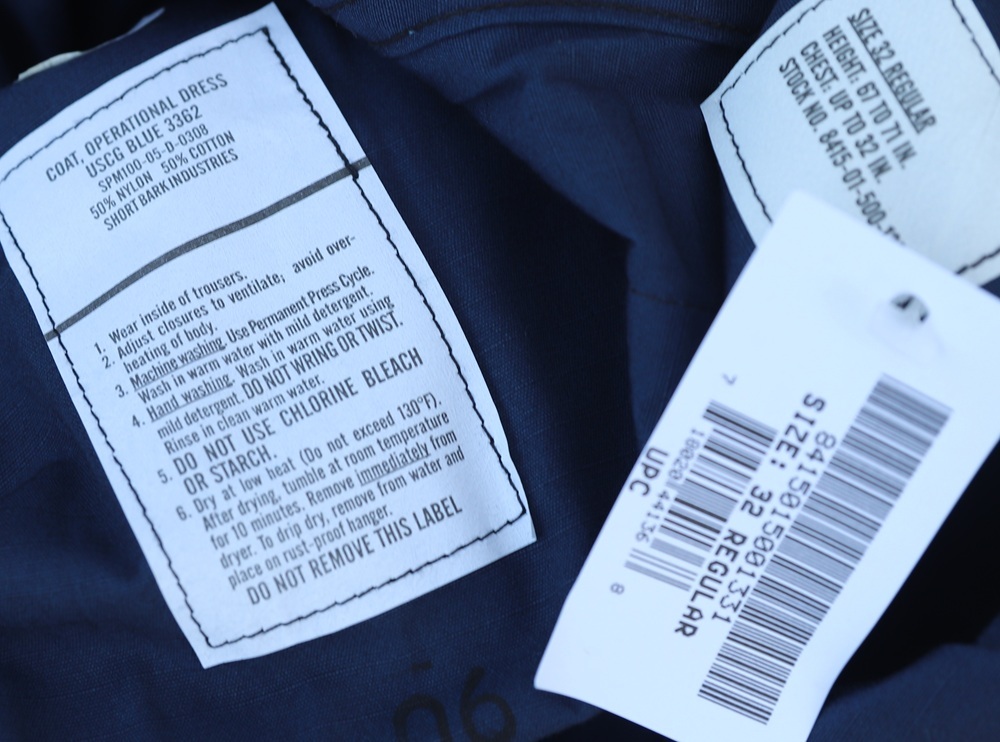 COAT, OPERATIONAL DRESS
USCG BLUE 3362
SPM100-05-D-0308
50% NYLON 50% COTTON
SHORT BARK INDUSTRIES
1. Wear inside of trousers.
2. Adjust closures to ventilate; avoid over-
heating of body.
3. Machine washing. Use Permanent Press Cycle.
Wash in warm water with mild detergent.
4. Hand washing. Wash in warm water using
mild detergent. DO NOT WRING OR TWIST.
Rinse in clean warm water.
5. DO NOT USE CHLORINE BLEACH
OR STARCH.
6. Dry at low heat (Do not exceed 130°F).
After drying, tumble at room temperature
for 10 minutes. Remove immediately from
dryer. To drip dry, remove from water and
place on rust-proof hanger.
DO NOT REMOVE THIS LABEL
SIZE 32 REGULAR
HEIGHT: 67 TO 71 IN.
CHEST: UP TO 32 IN.
STOCK NO. 8415-01-500-
8415015001331
SIZE: 32 REGULAR
7 8
UPC